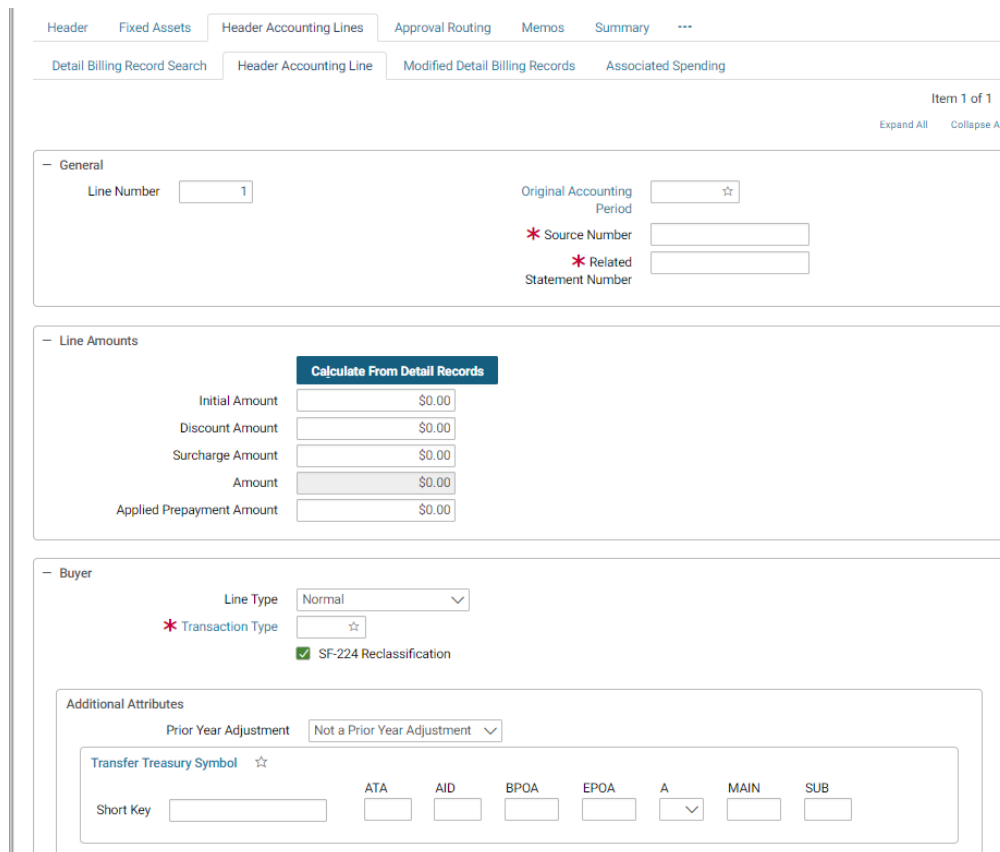 Header Fixed Assets Header Accounting Lines Approval Routing Memos Summary ...
Detail Billing Record Search Header Accounting Line Modified Detail Billing Records Associated Spending
Item 1 of 1
Expand All Collapse A
General
Line Number 1
Original Accounting
Period
* Source Number
* Related
Statement Number
Line Amounts
Calculate From Detail Records
Initial Amount $0.00
Discount Amount $0.00
Surcharge Amount $0.00
Amount $0.00
Applied Prepayment Amount $0.00
Buyer
Line Type Normal
* Transaction Type
SF-224 Reclassification
Additional Attributes
Prior Year Adjustment Not a Prior Year Adjustment
Transfer Treasury Symbol
ATA AID BPOA EPOA A MAIN SUB
Short Key